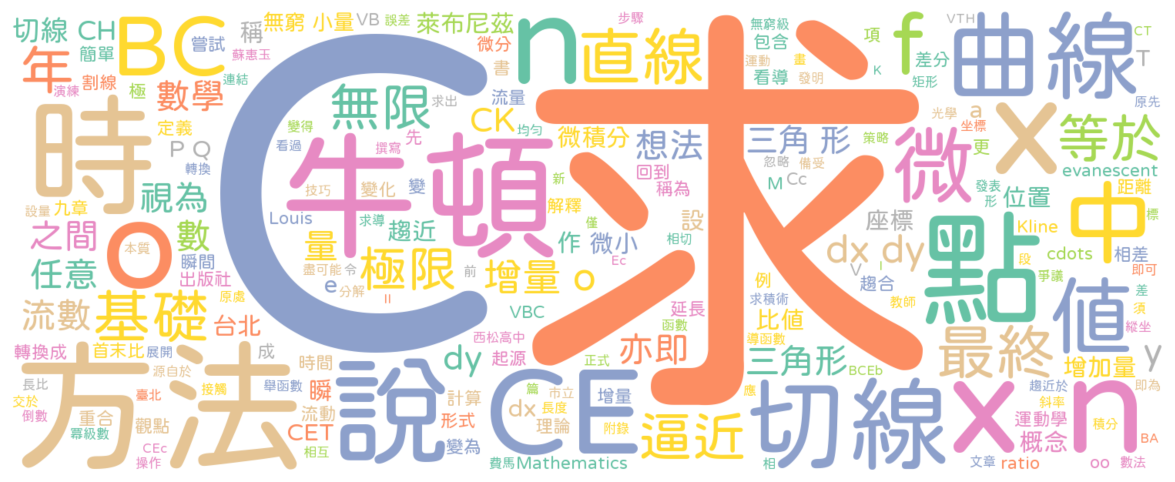 切線 CH BC 嘗試 稱 無窮 小量 VB 誤差 萊布尼茲 n 直線 無窮級 項 f VTH 曲線 CT
簡單 蘇惠玉 微分 步驟 包含 差分 T
年 割線 連結 書 運動 畫 發明 K
演練 極 數學 無限 求出 流量 看導 矩形 原先
時 定義 變得 CK 均勻 微積分 想法 三角 形 策略 微 光學 a 坐標 x 等於
P Q 看過 撰寫 先 忽略 備受 更
轉換 C 牛頓 新 回到 求 M Cc 發表 evanescent
設量 九章 視為 技巧 變化 變 解釋 稱為 形 位置 距離
之間 o 本質 數 Louis 求導 趨近 僅 設 座標 點 Kline 中 標
任意 瞬間 量 作 微小 相切 dx dy cdots 相差
出版社 盡可能 令 極限 前 增量 o Ec V I 段 即可
流數 基礎 原處 e 分解 例 趨合 爭議 值 差
台北 II VBC 延長 求積術 比值 教師 須
西松高中 函數 導函數 縱坐
轉換成 首末比 展開 成 時間 dy 起源 正式 亦即 三角形 BCEb 最終 增加量 y
長比 源自於 接觸 舉函數 瞬 說 計算 CE 篇 市立 增量 應 切線 x 趨近於 n 即為
交於 方法 臺北 流動 dx 長度 斜率
倒數 重合 觀點 CET 形式 理論 附錄 逼近 運動學 積分
冪級數 CEc 相互 變為 概念 BA
操作 費馬 Mathematics 相 文章 ratio oo 數法